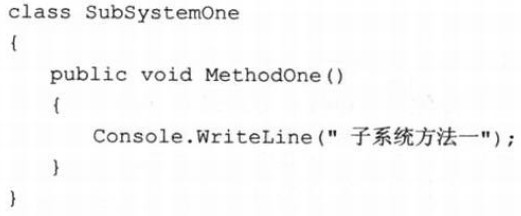 class SubSystemOne
{
    public void MethodOne()
    {
        Console.WriteLine(" 子系统方法一");
    }
}